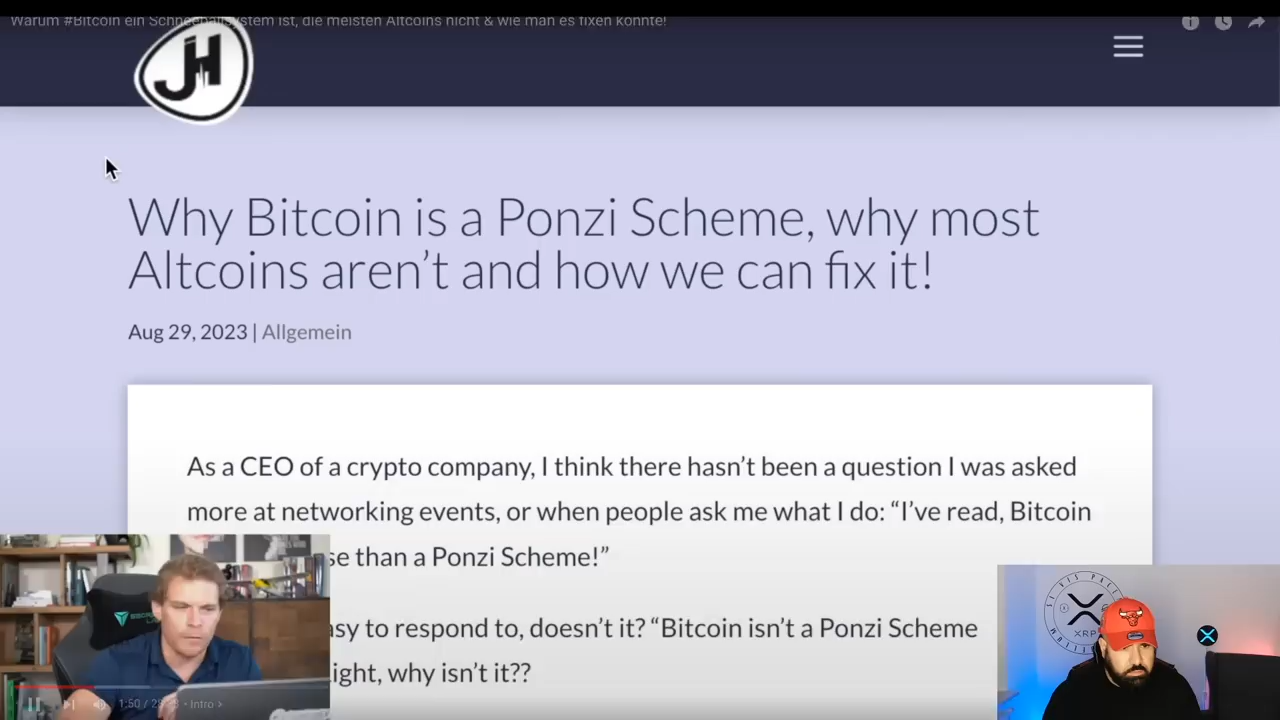 Warum #Bitcoin ein Schneeballsystem ist, die meisten Altcoins nicht & wie man es fixen könnte!
JH
Why Bitcoin is a Ponzi Scheme, why most
Altcoins aren't and how we can fix it!
Aug 29, 2023 | Allgemein
As a CEO of a crypto company, I think there hasn't been a question I was asked
more at networking events, or when people ask me what I do: “I've read, Bitcoin
se than a Ponzi Scheme!”
asy to respond to, doesn't it? “Bitcoin isn't a Ponzi Scheme
ight, why isn't it??
SI VIS PACE
XRP
1:50 / • Intro >